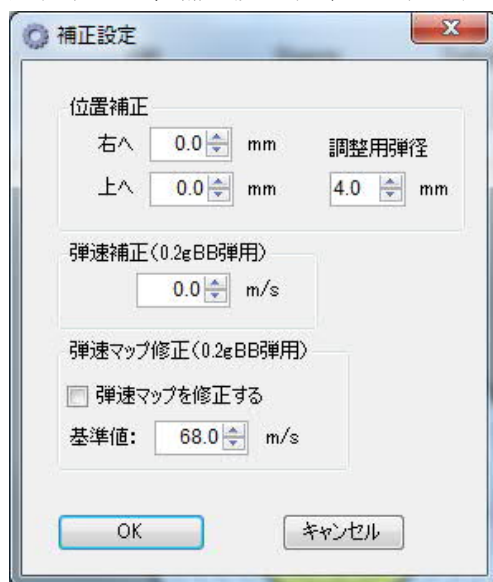 補正設定
位置補正
右へ 0.0 mm
調整用弾径
上へ 0.0 mm 4.0 mm
弾速補正(0.2gBB弾用)
0.0 m/s
弾速マップ修正(0.2gBB弾用)
弾速マップを修正する
基準値: 68.0 m/s
OK キャンセル